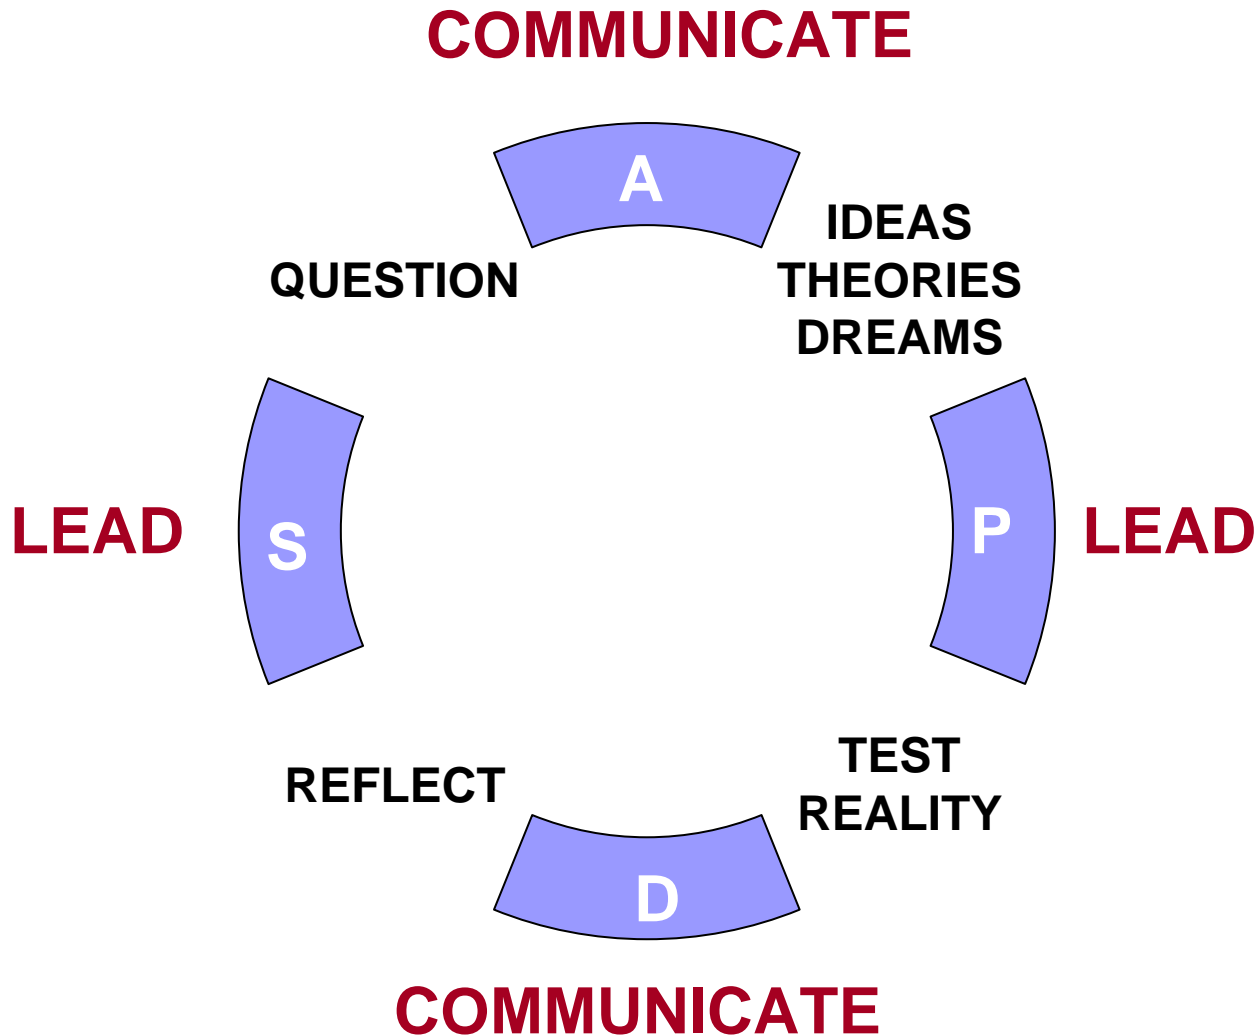 COMMUNICATE
A
IDEAS
THEORIES
DREAMS
QUESTION
LEAD
S
P
LEAD
TEST
REALITY
REFLECT
D
COMMUNICATE